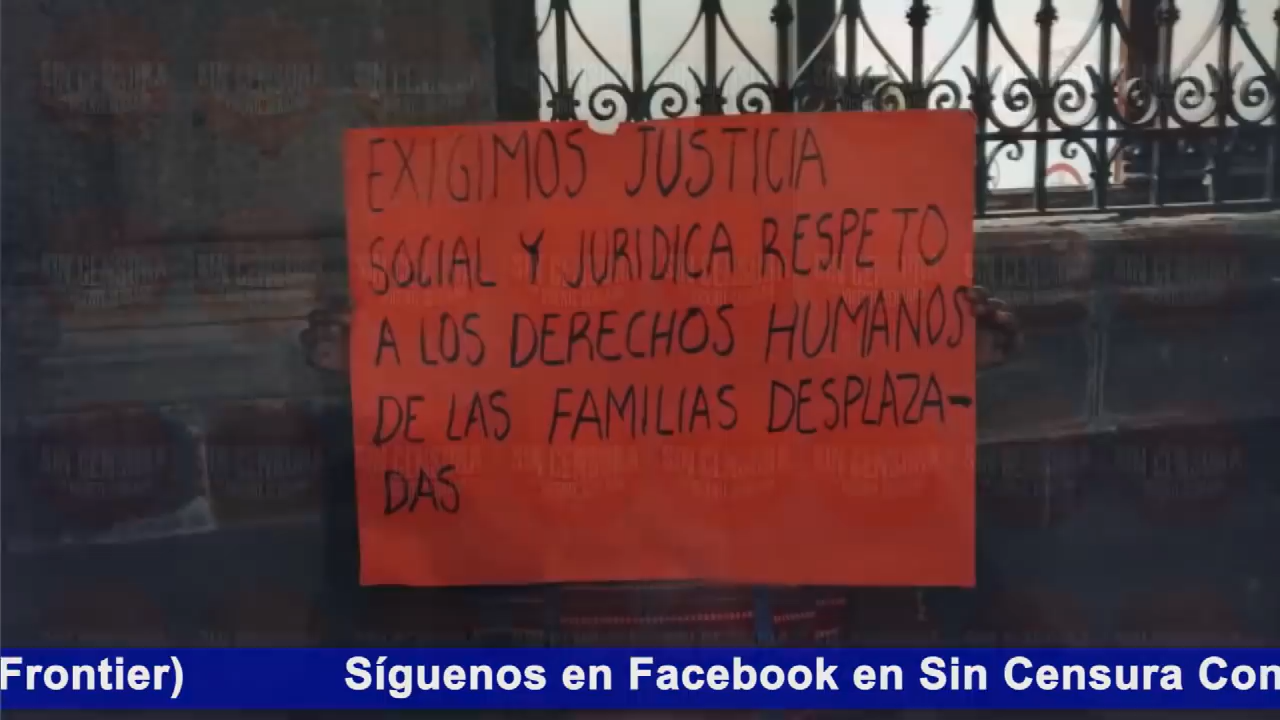 EXIGIMOS JUSTICIA
SOCIAL Y JURIDICA RESPETO
A LOS DERECHOS HUMANOS
DE LAS FAMILIAS DESPLAZA-
DAS
Frontier) Síguenos en Facebook en Sin Censura Con